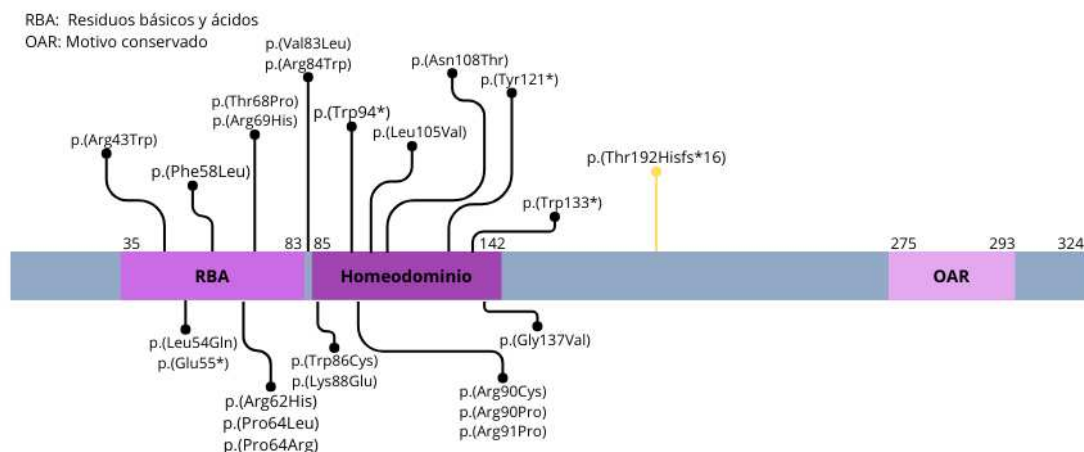 RBA: Residuos básicos y ácidos
OAR: Motivo conservado
p.(Val83Leu)
p.(Arg84Trp)
p.(Asn108Thr)
p.(Tyr121*)
p.(Thr68Pro)
p.(Arg69His)
p.(Trp94*)
p.(Leu105Val)
p.(Arg43Trp)
p.(Phe58Leu)
p.(Thr192Hisfs*16)
p.(Trp133*)
35
83
85
142
275
293
324
RBA
Homeodominio
OAR
p.(Leu54Gln)
p.(Glu55*)
p.(Arg62His)
p.(Pro64Leu)
p.(Pro64Arg)
p.(Trp86Cys)
p.(Lys88Glu)
p.(Gly137Val)
p.(Arg90Cys)
p.(Arg90Pro)
p.(Arg91Pro)